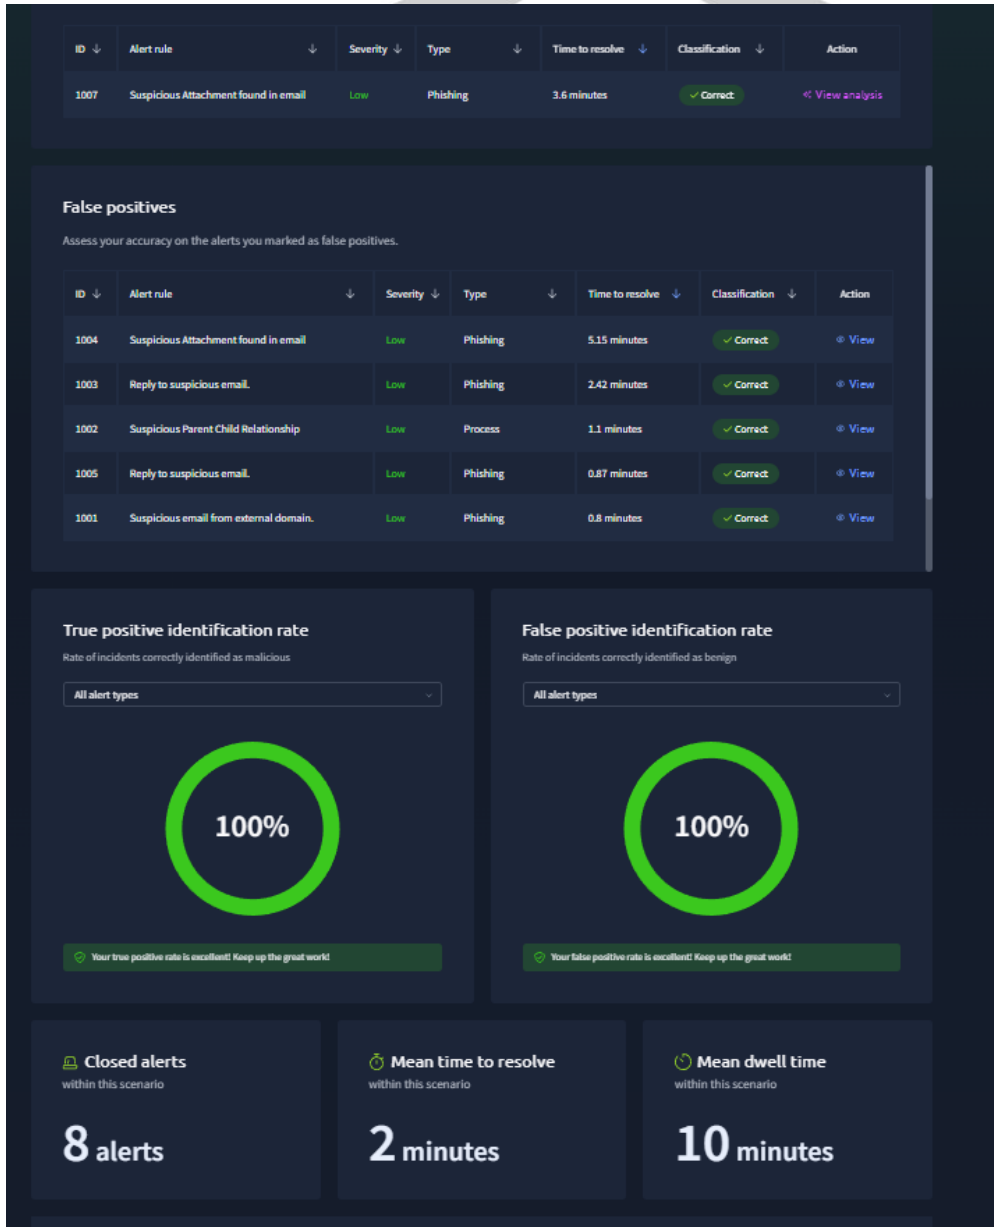 ID Alert rule Severity Type Time to resolve Classification Action
1007 Suspicious Attachment found in email Low Phishing 3.6 minutes Correct View analysis
False positives
Assess your accuracy on the alerts you marked as false positives.
ID Alert rule Severity Type Time to resolve Classification Action
1004 Suspicious Attachment found in email Low Phishing 5.15 minutes Correct View
1003 Reply to suspicious email. Low Phishing 2.42 minutes Correct View
1002 Suspicious Parent Child Relationship Low Process 1.1 minutes Correct View
1005 Reply to suspicious email. Low Phishing 0.87 minutes Correct View
1001 Suspicious email from external domain. Low Phishing 0.8 minutes Correct View
True positive identification rate
Rate of incidents correctly identified as malicious
All alert types
100%
Your true positive rate is excellent! Keep up the great work!
False positive identification rate
Rate of incidents correctly identified as benign
All alert types
100%
Your false positive rate is excellent! Keep up the great work!
Closed alerts
within this scenario
8 alerts
Mean time to resolve
within this scenario
2 minutes
Mean dwell time
within this scenario
10 minutes